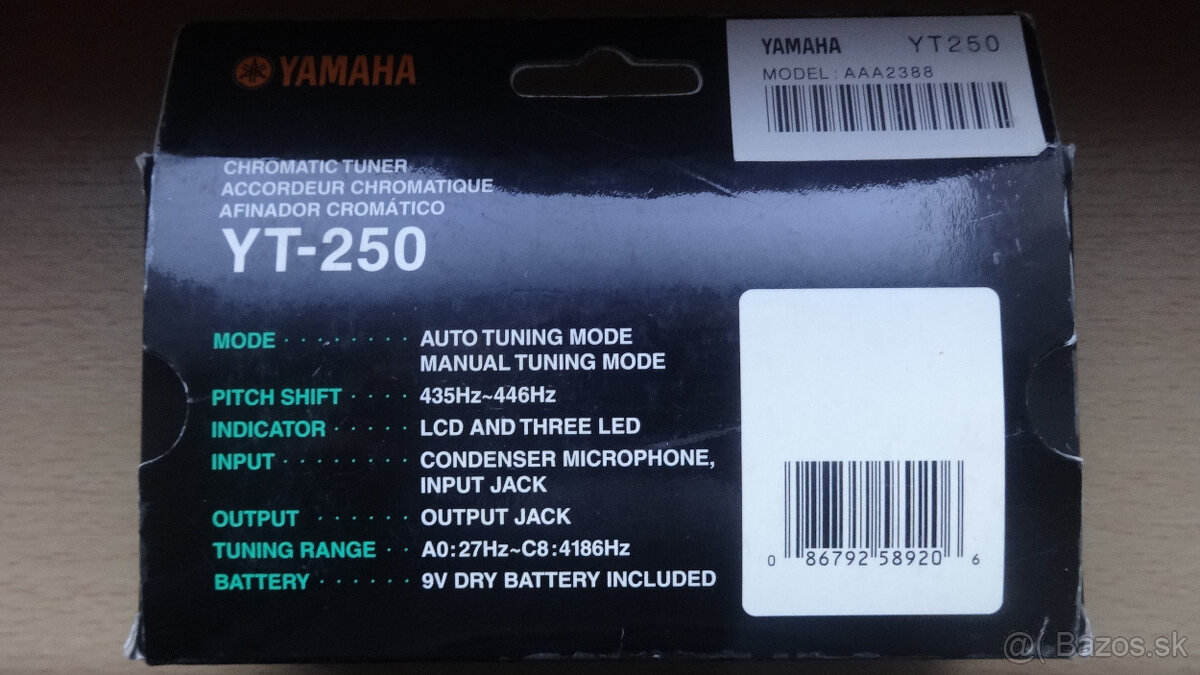 YAMAHA
YAMAHA YT250
MODEL: AAA2388
CHROMATIC TUNER
ACCORDEUR CHROMATIQUE
AFINADOR CROMÁTICO
YT-250
MODE · · · · · · · · AUTO TUNING MODE
MANUAL TUNING MODE
PITCH SHIFT · · · · 435Hz~446Hz
INDICATOR · · · · · LCD AND THREE LED
INPUT · · · · · · · · CONDENSER MICROPHONE,
INPUT JACK
OUTPUT · · · · · · OUTPUT JACK
TUNING RANGE · · A0:27Hz~C8:4186Hz
BATTERY · · · · · · 9V DRY BATTERY INCLUDED
0 86792 58920 6
@( Bazos.sk